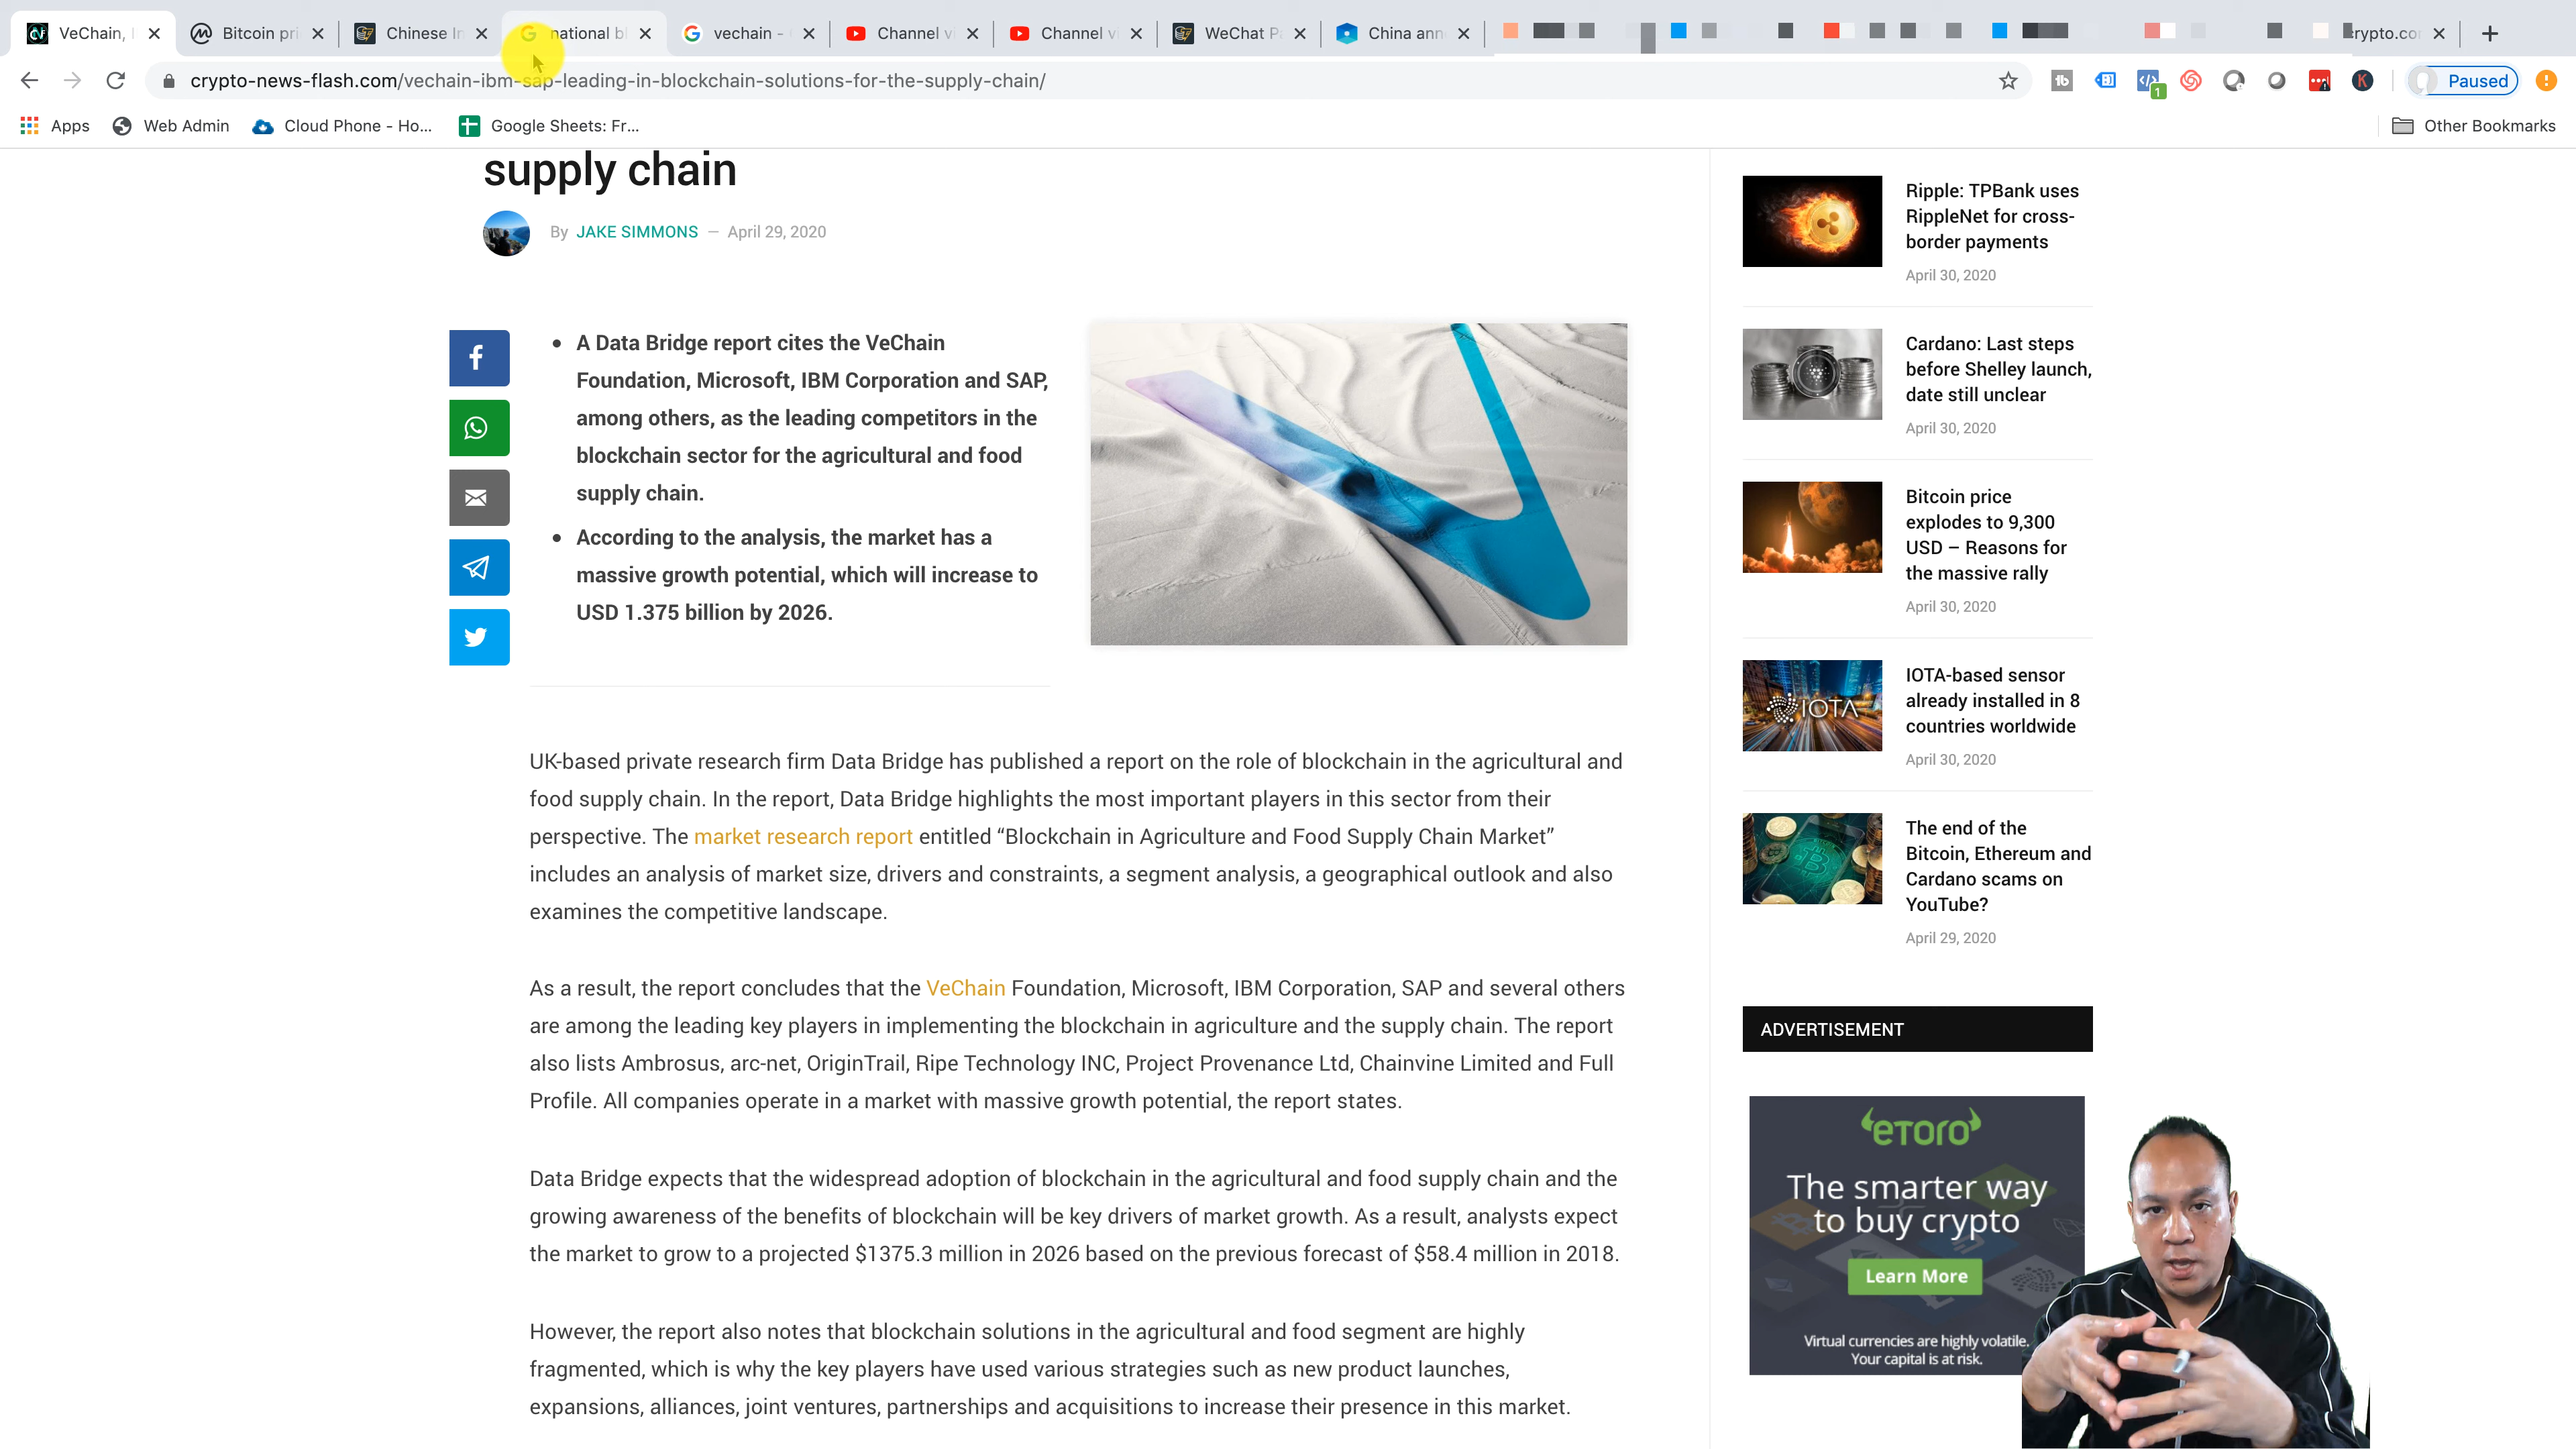 VeChain,
Bitcoin pri
Chinese In
national bl
vechain -
Channel v
Channel v
WeChat P
China ann
crypto.co
crypto-news-flash.com/vechain-ibm-sap-leading-in-blockchain-solutions-for-the-supply-chain/
Paused
Apps
Web Admin
Cloud Phone - Ho...
Google Sheets: Fr...
Other Bookmarks
supply chain
By JAKE SIMMONS — April 29, 2020
• A Data Bridge report cites the VeChain
Foundation, Microsoft, IBM Corporation and SAP,
among others, as the leading competitors in the
blockchain sector for the agricultural and food
supply chain.
• According to the analysis, the market has a
massive growth potential, which will increase to
USD 1.375 billion by 2026.
UK-based private research firm Data Bridge has published a report on the role of blockchain in the agricultural and
food supply chain. In the report, Data Bridge highlights the most important players in this sector from their
perspective. The market research report entitled “Blockchain in Agriculture and Food Supply Chain Market”
includes an analysis of market size, drivers and constraints, a segment analysis, a geographical outlook and also
examines the competitive landscape.
As a result, the report concludes that the VeChain Foundation, Microsoft, IBM Corporation, SAP and several others
are among the leading key players in implementing the blockchain in agriculture and the supply chain. The report
also lists Ambrosus, arc-net, OriginTrail, Ripe Technology INC, Project Provenance Ltd, Chainvine Limited and Full
Profile. All companies operate in a market with massive growth potential, the report states.
Data Bridge expects that the widespread adoption of blockchain in the agricultural and food supply chain and the
growing awareness of the benefits of blockchain will be key drivers of market growth. As a result, analysts expect
the market to grow to a projected $1375.3 million in 2026 based on the previous forecast of $58.4 million in 2018.
However, the report also notes that blockchain solutions in the agricultural and food segment are highly
fragmented, which is why the key players have used various strategies such as new product launches,
expansions, alliances, joint ventures, partnerships and acquisitions to increase their presence in this market.
Ripple: TPBank uses
RippleNet for cross-
border payments
April 30, 2020
Cardano: Last steps
before Shelley launch,
date still unclear
April 30, 2020
Bitcoin price
explodes to 9,300
USD – Reasons for
the massive rally
April 30, 2020
IOTA
IOTA-based sensor
already installed in 8
countries worldwide
April 30, 2020
The end of the
Bitcoin, Ethereum and
Cardano scams on
YouTube?
April 29, 2020
ADVERTISEMENT
eToro
The smarter way
to buy crypto
Learn More
Virtual currencies are highly volatile.
Your capital is at risk.